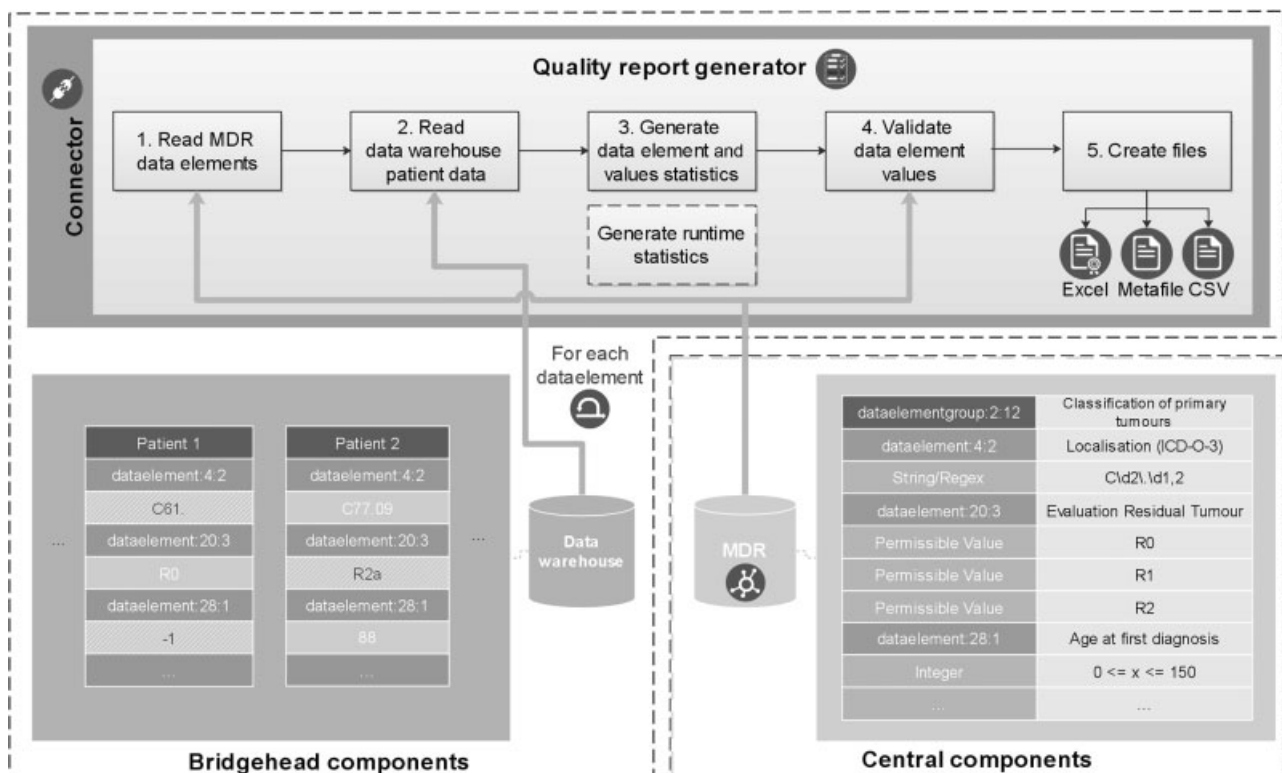 Quality report generator
Connector
1. Read MDR
data elements
2. Read
data warehouse
patient data
3. Generate
data element and
values statistics
4. Validate
data element
values
5. Create files
Generate runtime
statistics
Excel
Metafile
CSV
For each
dataelement
Patient 1
dataelement:4:2
C61.
dataelement:20:3
R0
dataelement:28:1
-1
...
Patient 2
dataelement:4:2
C77.09
dataelement:20:3
R2a
dataelement:28:1
88
...
...
...
Data
warehouse
MDR
dataelementgroup:2:12
Classification of primary
tumours
dataelement:4:2
Localisation (ICD-O-3)
String/Regex
C\d2\.\d1,2
dataelement:20:3
Evaluation Residual Tumour
Permissible Value
R0
Permissible Value
R1
Permissible Value
R2
dataelement:28:1
Age at first diagnosis
Integer
0 <= x <= 150
...
...
Bridgehead components
Central components